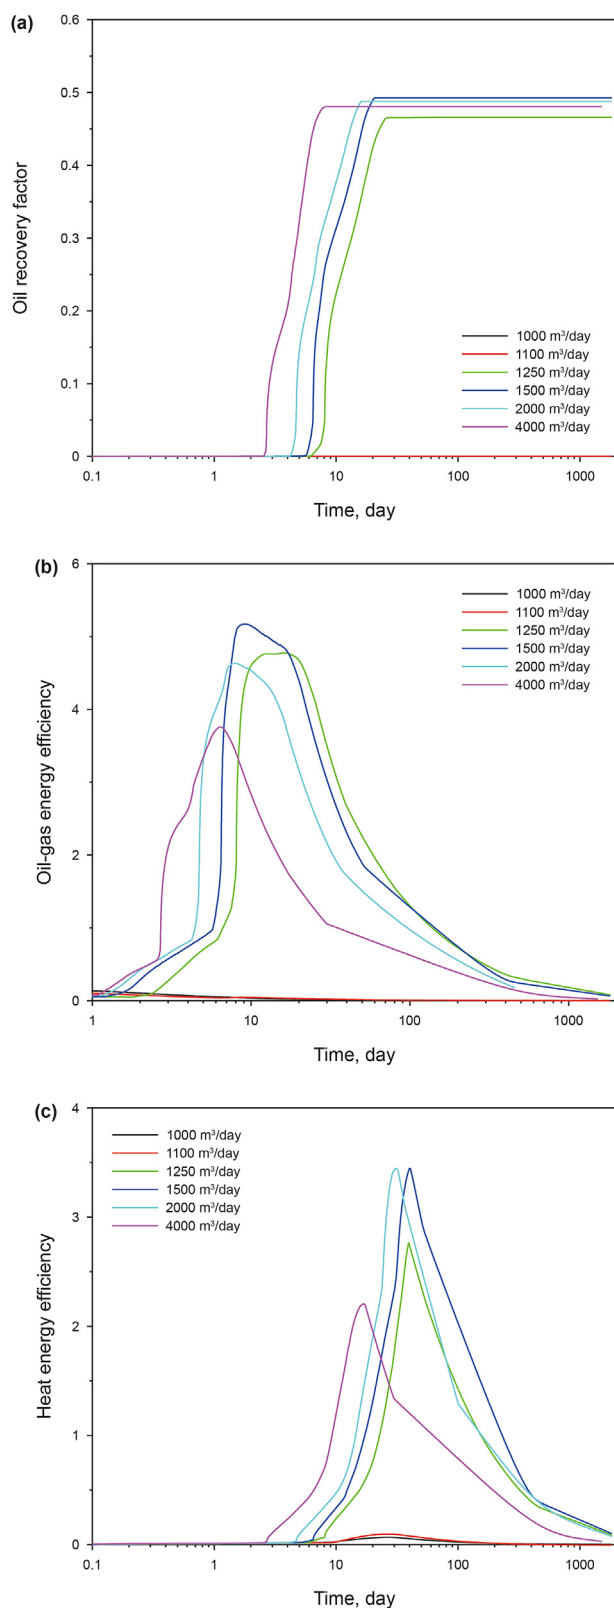 (a)
0.6
0.5
0.4
0.3
0.2
0.1
0
Oil recovery factor
1000 m³/day
1100 m³/day
1250 m³/day
1500 m³/day
2000 m³/day
4000 m³/day
0.1 1 10 100 1000
Time, day
(b)
6
4
2
0
Oil-gas energy efficiency
1000 m³/day
1100 m³/day
1250 m³/day
1500 m³/day
2000 m³/day
4000 m³/day
1 10 100 1000
Time, day
(c)
4
3
2
1
0
Heat energy efficiency
1000 m³/day
1100 m³/day
1250 m³/day
1500 m³/day
2000 m³/day
4000 m³/day
0.1 1 10 100 1000
Time, day